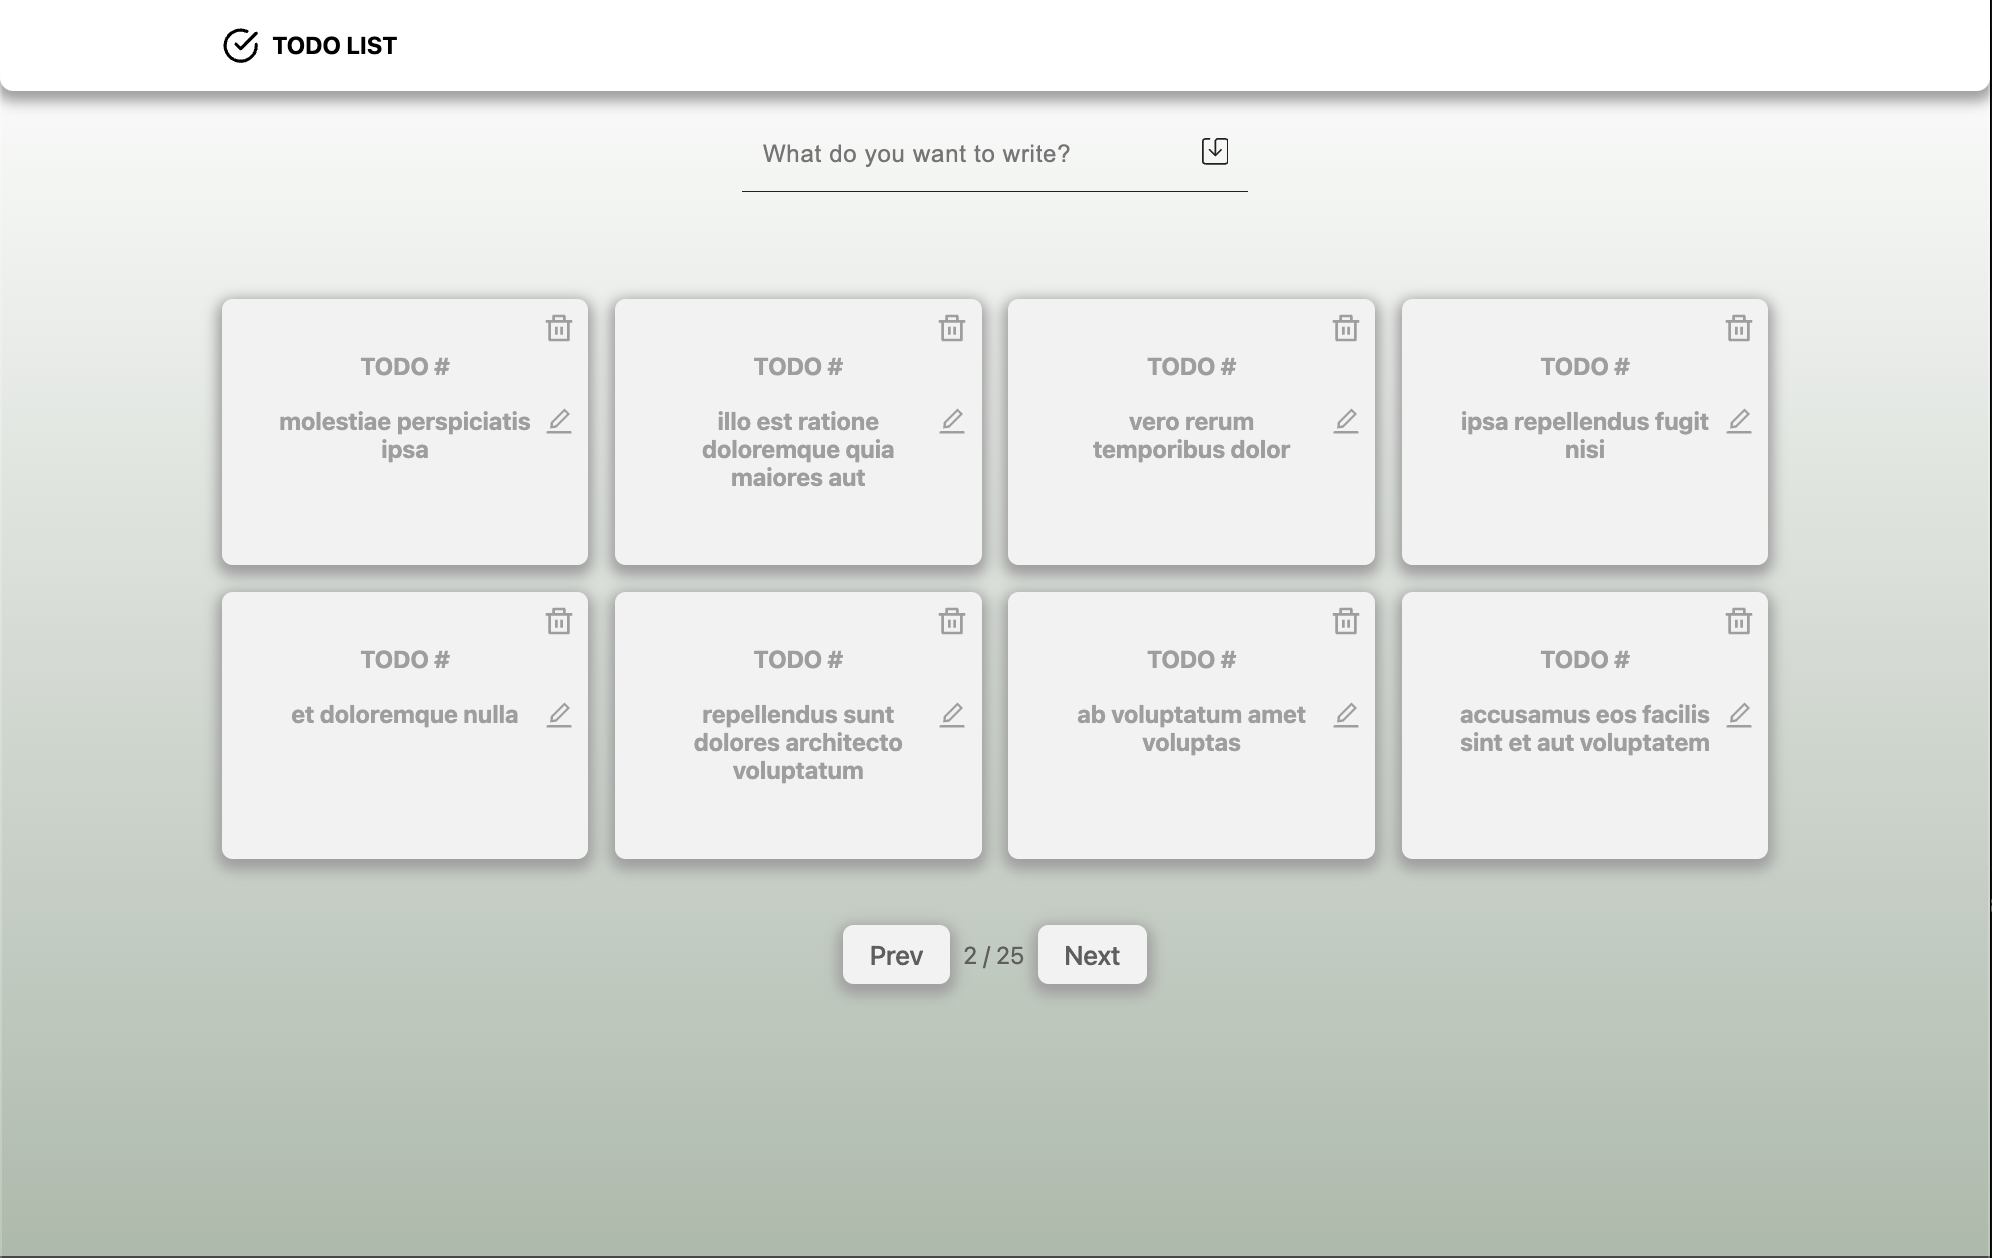 TODO LIST
What do you want to write?
TODO #
molestiae perspiciatis
ipsa
TODO #
illo est ratione
doloremque quia
maiores aut
TODO #
vero rerum
temporibus dolor
TODO #
ipsa repellendus fugit
nisi
TODO #
et doloremque nulla
TODO #
repellendus sunt
dolores architecto
voluptatum
TODO #
ab voluptatum amet
voluptas
TODO #
accusamus eos facilis
sint et aut voluptatem
Prev 2 / 25 Next